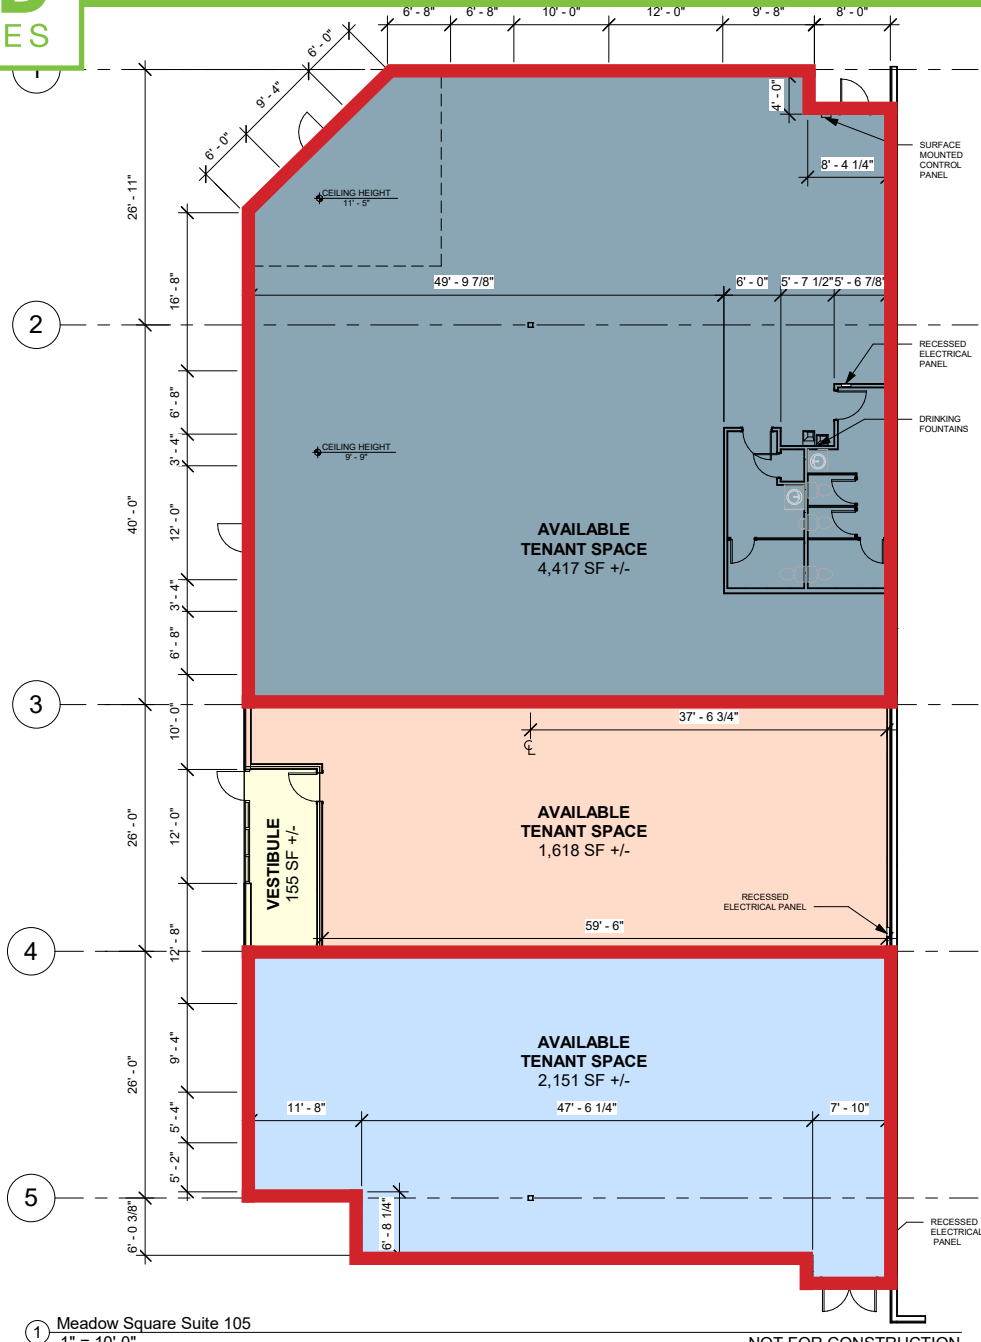 ES
6' - 8"
6' - 8"
10' - 0"
12' - 0"
9' - 8"
8' - 0"
6' - 0"
9' - 4"
6' - 0"
4' - 0"
SURFACE
MOUNTED
CONTROL
PANEL
8' - 4 1/4"
26' - 11"
CEILING HEIGHT
11' - 5"
16' - 8"
49' - 9 7/8"
6' - 0"
5' - 7 1/2"
5' - 6 7/8"
2
RECESSED
ELECTRICAL
PANEL
6' - 8"
DRINKING
FOUNTAINS
3' - 4"
CEILING HEIGHT
9' - 9"
40' - 0"
12' - 0"
AVAILABLE
TENANT SPACE
4,417 SF +/-
3' - 4"
6' - 8"
3
10' - 0"
37' - 6 3/4"
CL
26' - 0"
12' - 0"
VESTIBULE
155 SF +/-
AVAILABLE
TENANT SPACE
1,618 SF +/-
RECESSED
ELECTRICAL PANEL
59' - 6"
4
12' - 8"
AVAILABLE
TENANT SPACE
2,151 SF +/-
26' - 0"
9' - 4"
11' - 8"
47' - 6 1/4"
7' - 10"
5' - 4"
5' - 2"
5
6' - 0 3/8"
6' - 8 1/4"
RECESSED
ELECTRICAL
PANEL
1
Meadow Square Suite 105
1" = 10'-0"
NOT FOR CONSTRUCTION